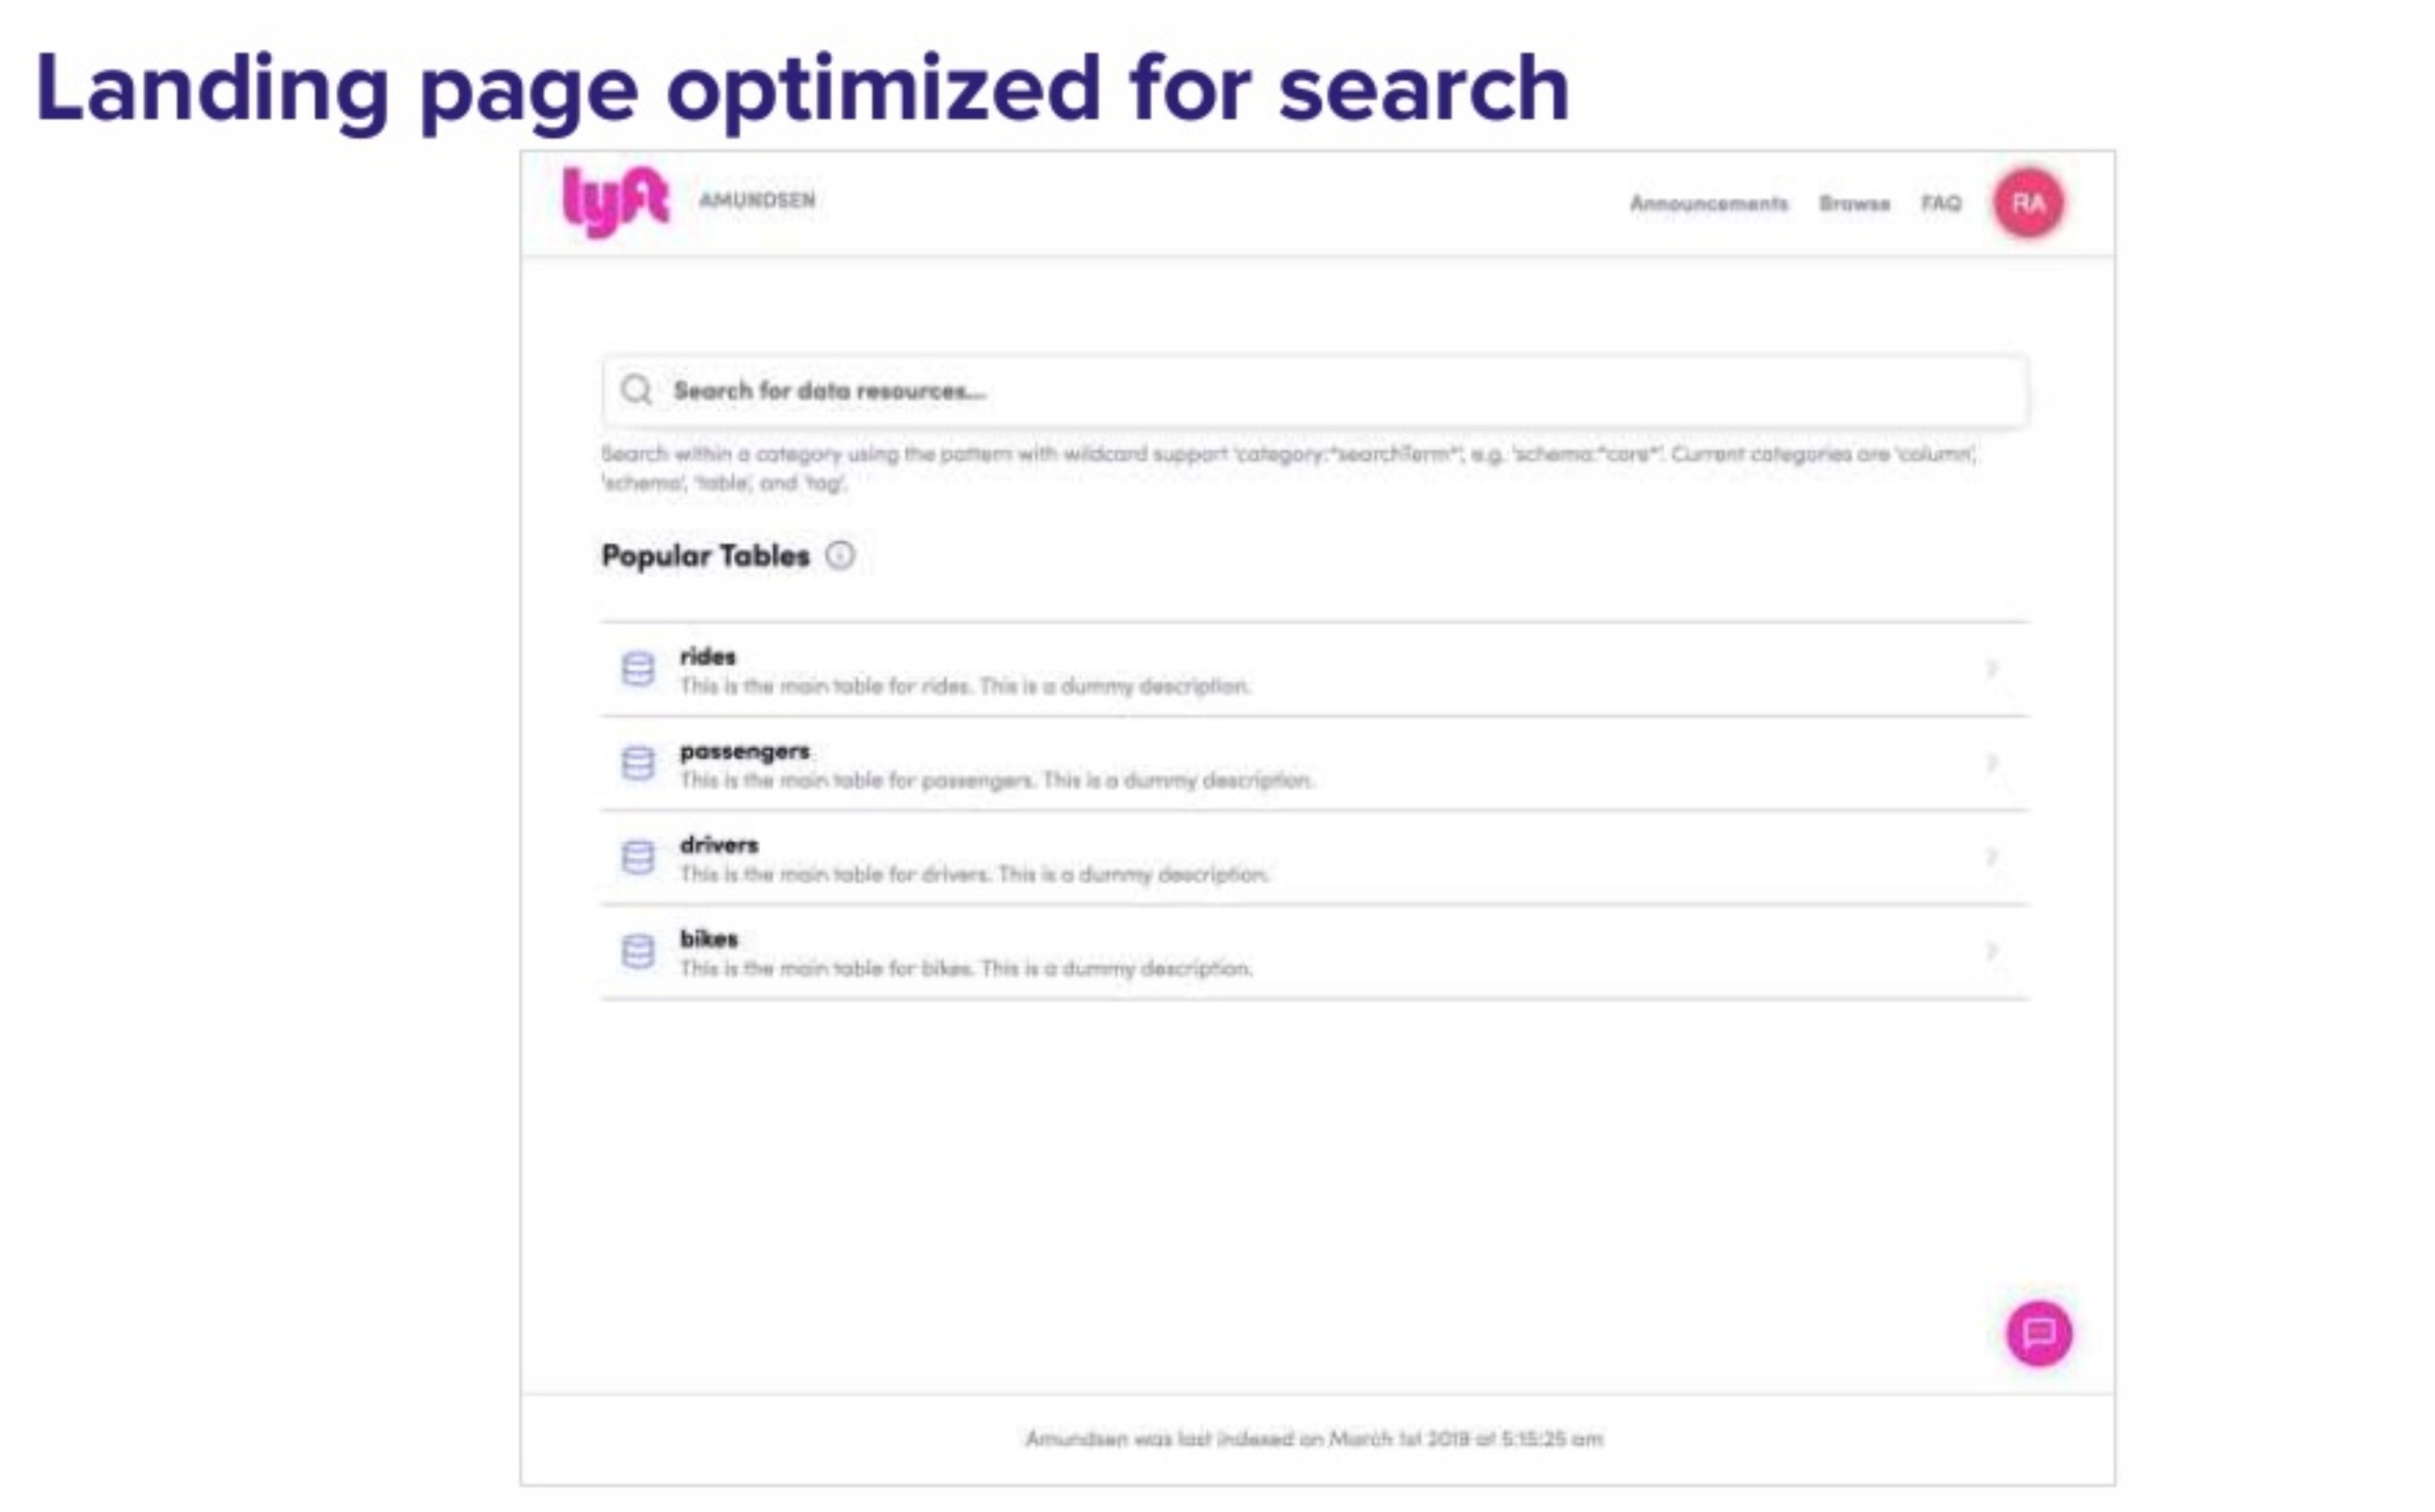 Landing page optimized for search
lyft
AMUNDSEN
Announcements Browse FAQ RA
Search for data resources...
Search within a category using the pattern with wildcard support 'category:*searchTerm*', e.g. 'schema:*core*'. Current categories are 'column',
'schema', 'table', and 'tag'.
Popular Tables
rides
This is the main table for rides. This is a dummy description.
passengers
This is the main table for passengers. This is a dummy description.
drivers
This is the main table for drivers. This is a dummy description.
bikes
This is the main table for bikes. This is a dummy description.
Amundsen was last indexed on March 1st 2019 at 5:15:25 am